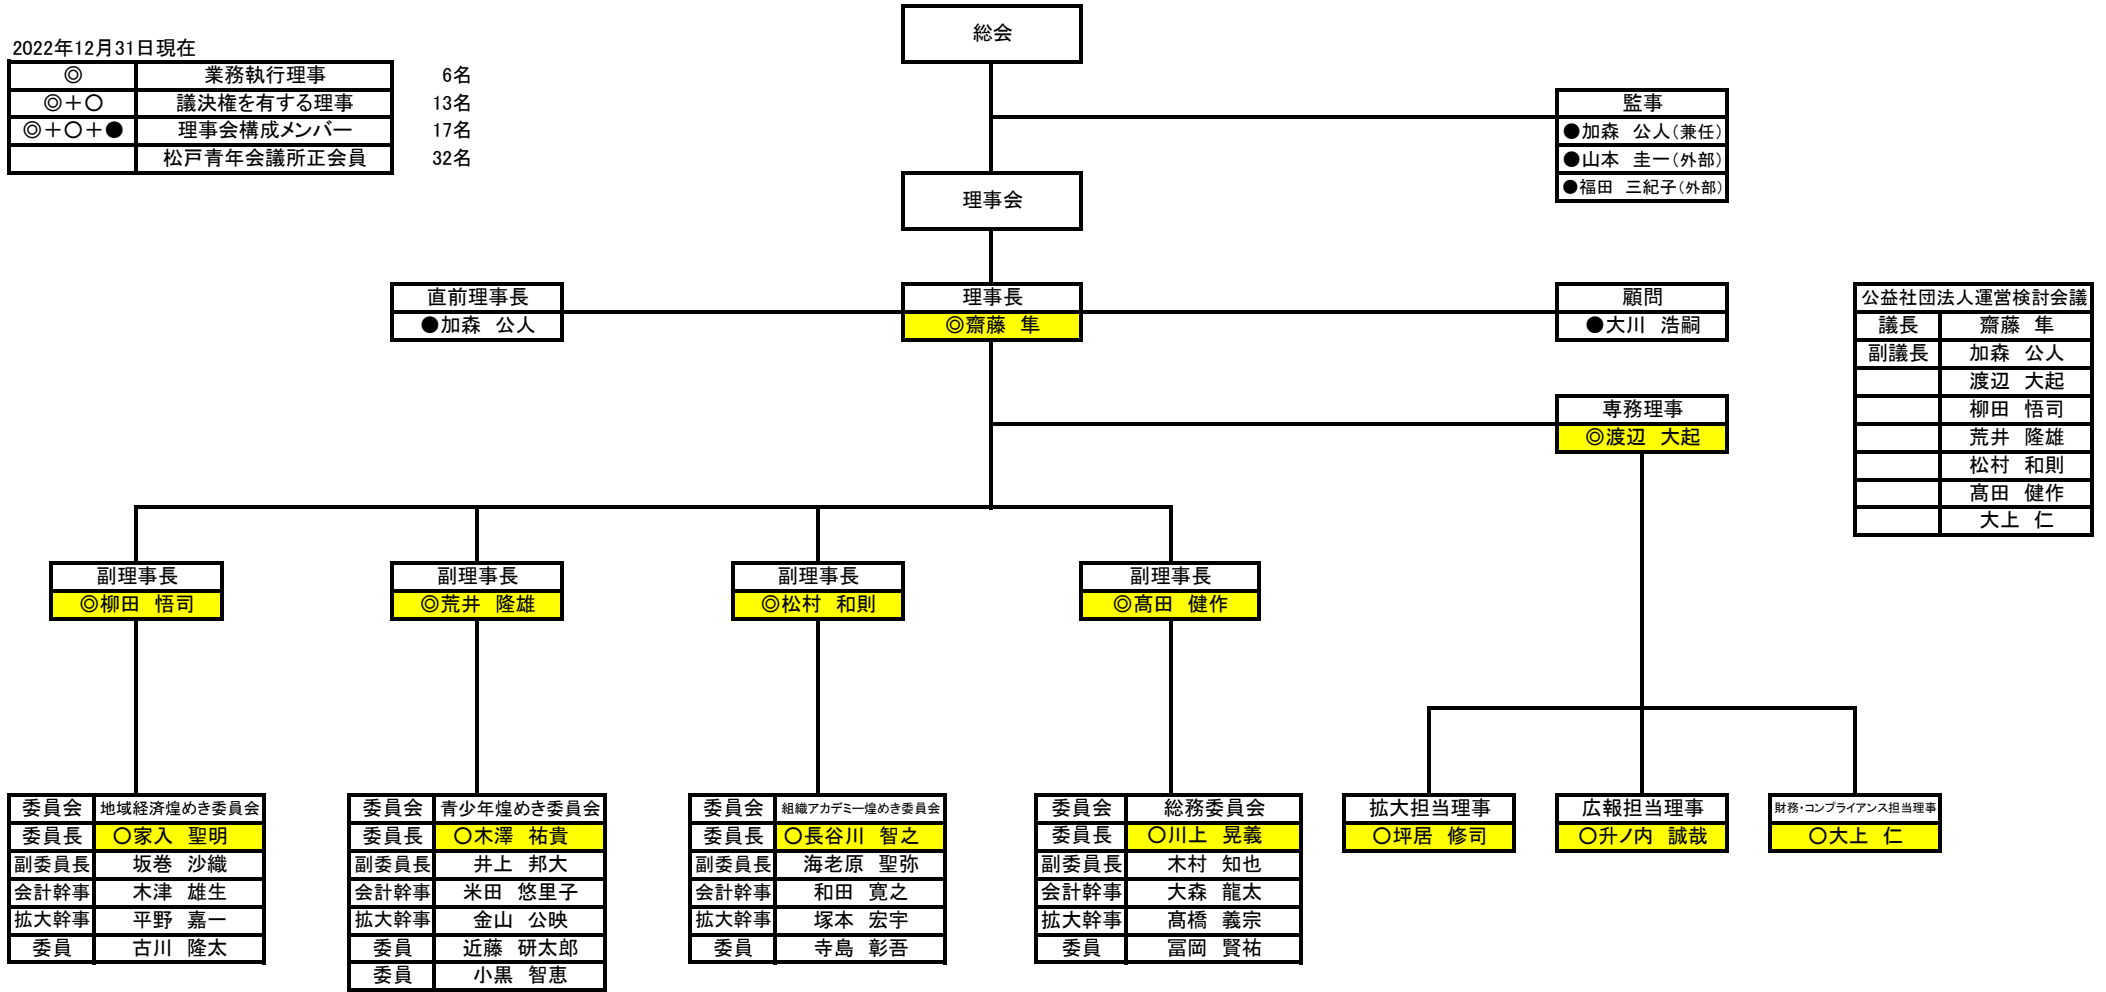 総会
2022年12月31日現在
◎ 業務執行理事 6名
◎＋○ 議決権を有する理事 13名
◎＋○＋● 理事会構成メンバー 17名
松戸青年会議所正会員 32名
監事
●加森 公人（兼任）
●山本 圭一（外部）
●福田 三紀子（外部）
理事会
直前理事長
●加森 公人
理事長
◎齋藤 隼
顧問
●大川 浩嗣
公益社団法人運営検討会議
議長 齋藤 隼
副議長 加森 公人
渡辺 大起
柳田 悟司
荒井 隆雄
松村 和則
髙田 健作
大上 仁
専務理事
◎渡辺 大起
副理事長
◎柳田 悟司
副理事長
◎荒井 隆雄
副理事長
◎松村 和則
副理事長
◎髙田 健作
委員会 地域経済煌めき委員会
委員長 ○家入 聖明
副委員長 坂巻 沙織
会計幹事 木津 雄生
拡大幹事 平野 嘉一
委員 古川 隆太
委員会 青少年煌めき委員会
委員長 ○木澤 祐貴
副委員長 井上 邦大
会計幹事 米田 悠里子
拡大幹事 金山 公映
委員 近藤 研太郎
委員 小黒 智恵
委員会 組織アカデミー煌めき委員会
委員長 ○長谷川 智之
副委員長 海老原 聖弥
会計幹事 和田 寛之
拡大幹事 塚本 宏宇
委員 寺島 彰吾
委員会 総務委員会
委員長 ○川上 晃義
副委員長 木村 知也
会計幹事 大森 龍太
拡大幹事 髙橋 義宗
委員 冨岡 賢祐
拡大担当理事
○坪居 修司
広報担当理事
○升ノ内 誠哉
財務・コンプライアンス担当理事
○大上 仁